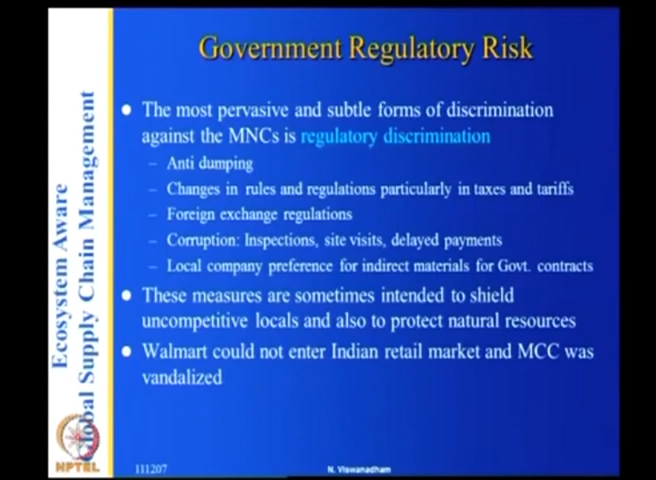 Government Regulatory Risk
The most pervasive and subtle forms of discrimination
against the MNCs is regulatory discrimination
– Anti dumping
– Changes in rules and regulations particularly in taxes and tariffs
– Foreign exchange regulations
– Corruption: Inspections, site visits, delayed payments
– Local company preference for indirect materials for Govt. contracts
These measures are sometimes intended to shield
uncompetitive locals and also to protect natural resources
Walmart could not enter Indian retail market and MCC was
vandalized
Ecosystem Aware
Global Supply Chain Management
NPTEL
111207
N. Viswanadham